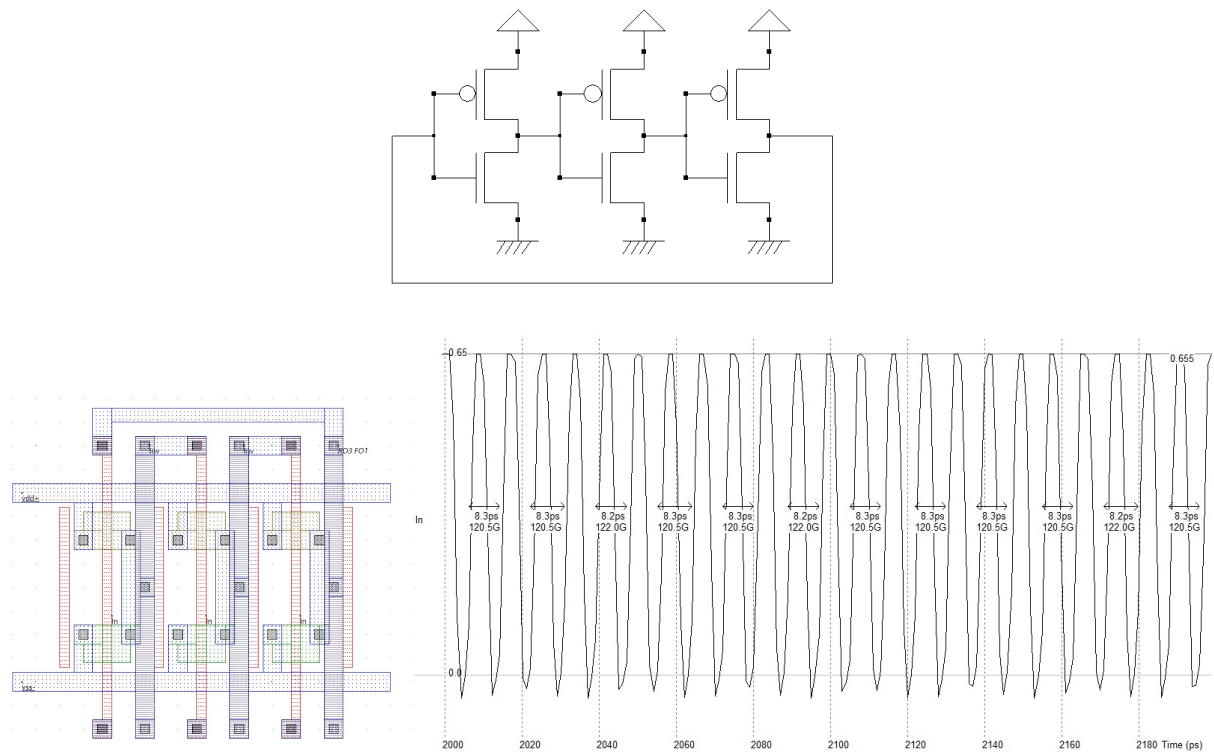 Inv
Inv
RO3 FO1
vdd+
In
In
In
vss-
0.65
0.655
In
8.3ps
120.5G
8.3ps
120.5G
8.2ps
122.0G
8.3ps
120.5G
8.3ps
120.5G
8.2ps
122.0G
8.3ps
120.5G
8.3ps
120.5G
8.3ps
120.5G
8.3ps
120.5G
8.2ps
122.0G
8.3ps
120.5G
0.0
2000 2020 2040 2060 2080 2100 2120 2140 2160 2180 Time (ps)